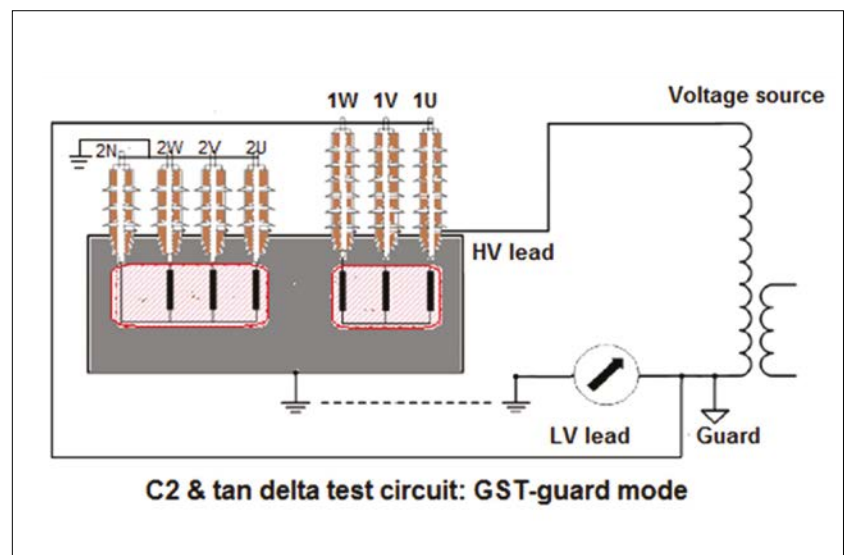 1W 1V 1U
Voltage source
2N 2W 2V 2U
HV lead
LV lead
Guard
C2 & tan delta test circuit: GST-guard mode